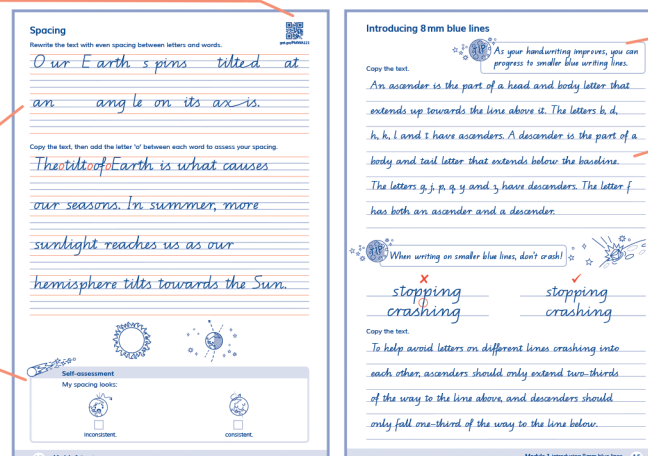 Spacing
Rewrite the text with even spacing between letters and words.
O ur E arth s pins tilted at
an ang le on its ax is.
Copy the text, then add the letter 'o' between each word to assess your spacing.
TheotiltoofoEarth is what causes
our seasons. In summer, more
sunlight reaches us as our
hemisphere tilts towards the Sun.
Self-assessment
My spacing looks:
inconsistent.
consistent.
Introducing 8 mm blue lines
TIP
As your handwriting improves, you can
progress to smaller blue writing lines.
Copy the text.
An ascender is the part of a head and body letter that
extends up towards the line above it. The letters b, d,
h, k, l and t have ascenders. A descender is the part of a
body and tail letter that extends below the baseline.
The letters g, j, p, q, y and z, have descenders. The letter f
has both an ascender and a descender.
TIP
When writing on smaller blue lines, don't crash!
stopping
crashing
stopping
crashing
Copy the text.
To help avoid letters on different lines crashing into
each other, ascenders should only extend two-thirds
of the way to the line above, and descenders should
only fall one-third of the way to the line below.